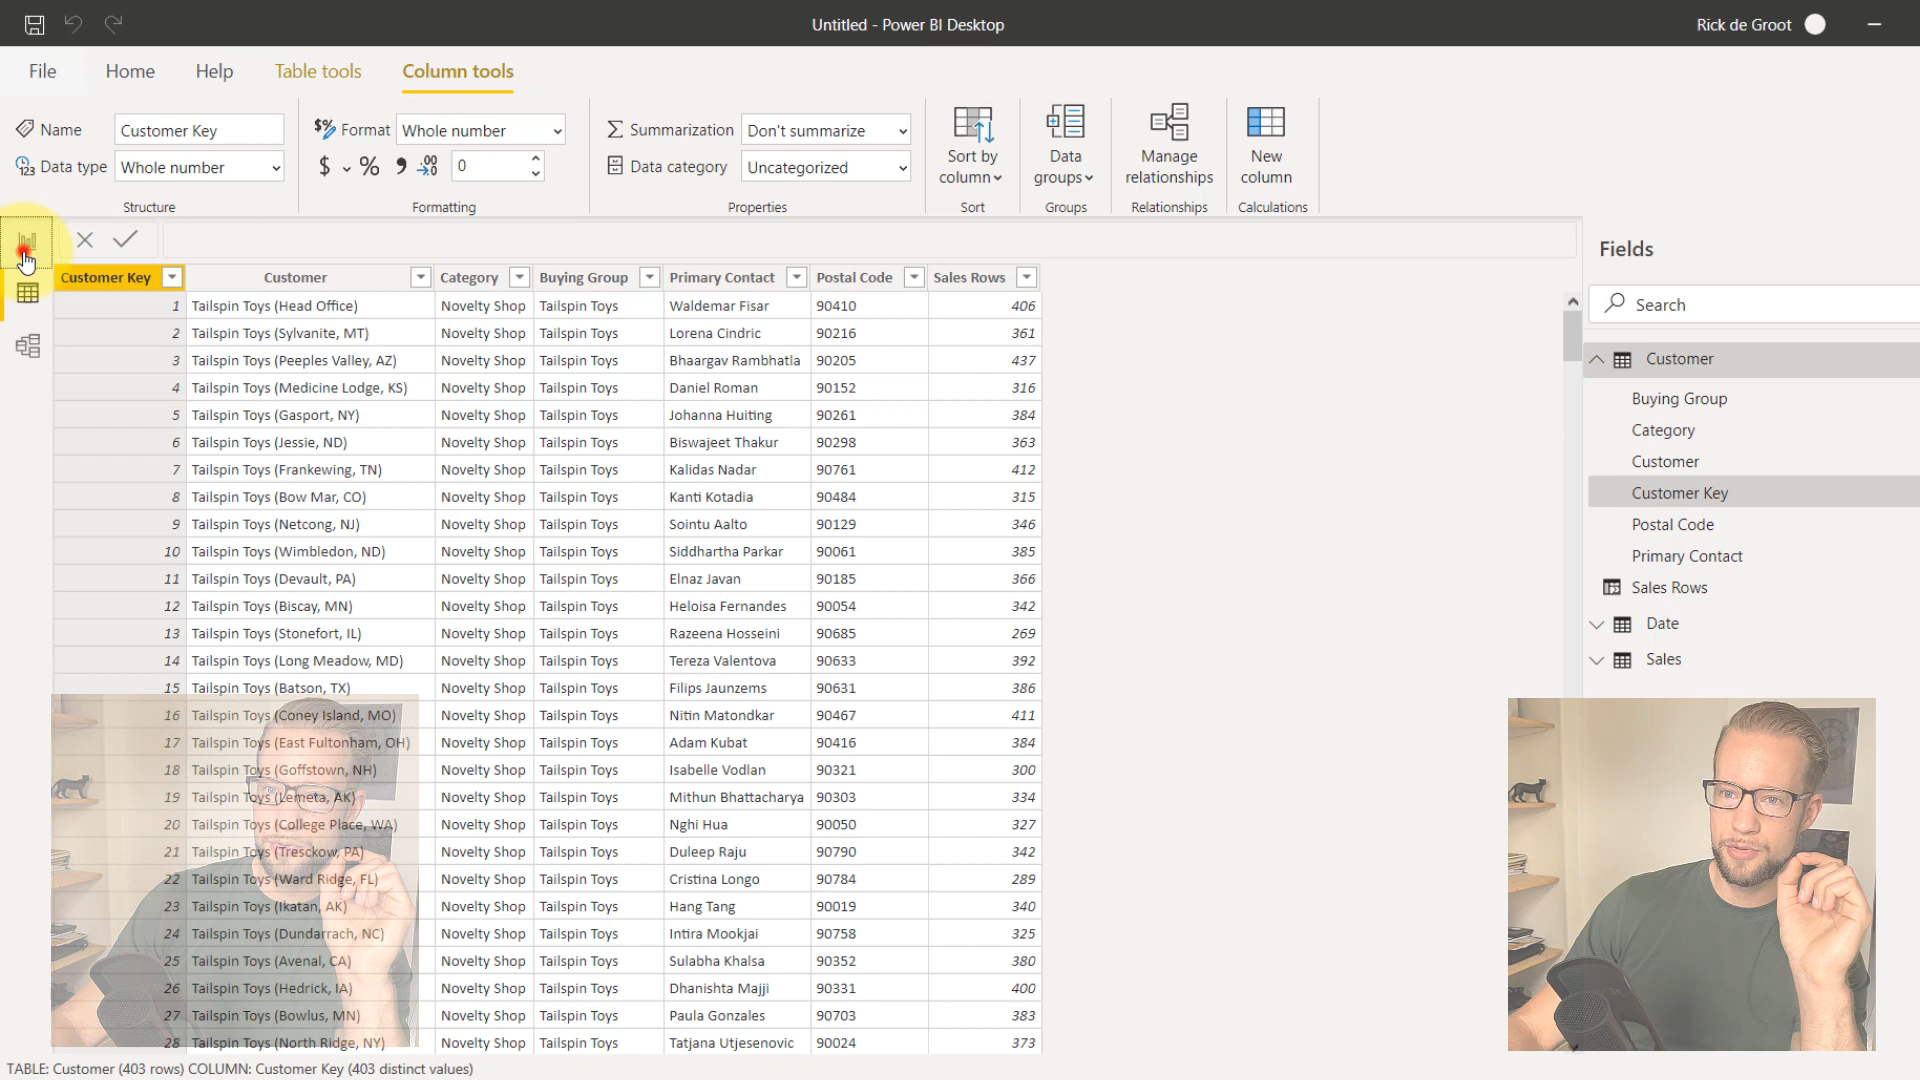 Untitled - Power BI Desktop
Rick de Groot
File Home Help Table tools Column tools
Name Customer Key
Data type Whole number
Structure
Format Whole number
$ % , .00 0
Formatting
Summarization Don't summarize
Data category Uncategorized
Properties
Sort by column
Sort
Data groups
Groups
Manage relationships
Relationships
New column
Calculations
Customer Key Customer Category Buying Group Primary Contact Postal Code Sales Rows
1 Tailspin Toys (Head Office) Novelty Shop Tailspin Toys Waldemar Fisar 90410 406
2 Tailspin Toys (Sylvanite, MT) Novelty Shop Tailspin Toys Lorena Cindric 90216 361
3 Tailspin Toys (Peeples Valley, AZ) Novelty Shop Tailspin Toys Bhaargav Rambhatla 90205 437
4 Tailspin Toys (Medicine Lodge, KS) Novelty Shop Tailspin Toys Daniel Roman 90152 316
5 Tailspin Toys (Gasport, NY) Novelty Shop Tailspin Toys Johanna Huiting 90261 384
6 Tailspin Toys (Jessie, ND) Novelty Shop Tailspin Toys Biswajeet Thakur 90298 363
7 Tailspin Toys (Frankewing, TN) Novelty Shop Tailspin Toys Kalidas Nadar 90761 412
8 Tailspin Toys (Bow Mar, CO) Novelty Shop Tailspin Toys Kanti Kotadia 90484 315
9 Tailspin Toys (Netcong, NJ) Novelty Shop Tailspin Toys Sointu Aalto 90129 346
10 Tailspin Toys (Wimbledon, ND) Novelty Shop Tailspin Toys Siddhartha Parkar 90061 385
11 Tailspin Toys (Devault, PA) Novelty Shop Tailspin Toys Elnaz Javan 90185 366
12 Tailspin Toys (Biscay, MN) Novelty Shop Tailspin Toys Heloisa Fernandes 90054 342
13 Tailspin Toys (Stonefort, IL) Novelty Shop Tailspin Toys Razeena Hosseini 90685 269
14 Tailspin Toys (Long Meadow, MD) Novelty Shop Tailspin Toys Tereza Valentova 90633 392
15 Tailspin Toys (Batson, TX) Novelty Shop Tailspin Toys Filips Jaunzems 90631 386
16 Tailspin Toys (Coney Island, MO) Novelty Shop Tailspin Toys Nitin Matondkar 90467 411
17 Tailspin Toys (East Fultonham, OH) Novelty Shop Tailspin Toys Adam Kubat 90416 384
18 Tailspin Toys (Goffstown, NH) Novelty Shop Tailspin Toys Isabelle Vodlan 90321 300
19 Tailspin Toys (Lemeta, AK) Novelty Shop Tailspin Toys Mithun Bhattacharya 90303 334
20 Tailspin Toys (College Place, WA) Novelty Shop Tailspin Toys Nghi Hua 90050 327
21 Tailspin Toys (Tresckow, PA) Novelty Shop Tailspin Toys Duleep Raju 90790 342
22 Tailspin Toys (Ward Ridge, FL) Novelty Shop Tailspin Toys Cristina Longo 90784 289
23 Tailspin Toys (Ikatan, AK) Novelty Shop Tailspin Toys Hang Tang 90019 340
24 Tailspin Toys (Dundarrach, NC) Novelty Shop Tailspin Toys Intira Mookjai 90758 325
25 Tailspin Toys (Avenal, CA) Novelty Shop Tailspin Toys Sulabha Khalsa 90352 380
26 Tailspin Toys (Hedrick, IA) Novelty Shop Tailspin Toys Dhanishta Majji 90331 400
27 Tailspin Toys (Bowlus, MN) Novelty Shop Tailspin Toys Paula Gonzales 90703 383
28 Tailspin Toys (North Ridge, NY) Novelty Shop Tailspin Toys Tatjana Utjesenovic 90024 373
Fields
Search
Customer
Buying Group
Category
Customer
Customer Key
Postal Code
Primary Contact
Sales Rows
Date
Sales
TABLE: Customer (403 rows) COLUMN: Customer Key (403 distinct values)